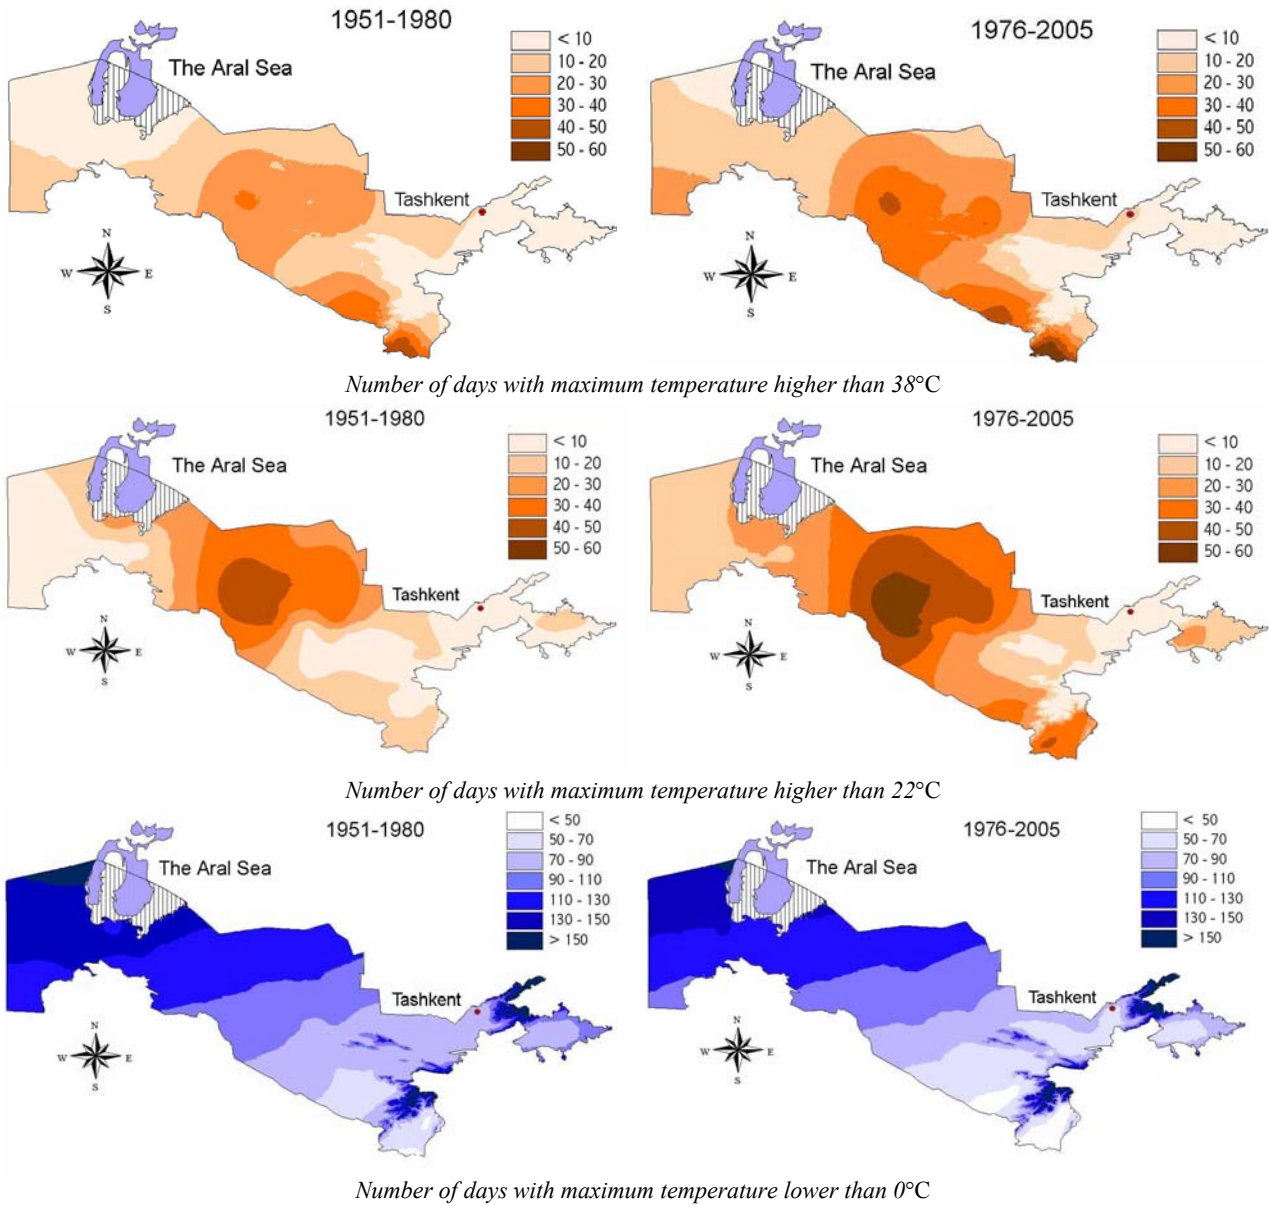 1951-1980
The Aral Sea
< 10
10 - 20
20 - 30
30 - 40
40 - 50
50 - 60
Tashkent
N
W E
S
1976-2005
The Aral Sea
< 10
10 - 20
20 - 30
30 - 40
40 - 50
50 - 60
Tashkent
N
W E
S
Number of days with maximum temperature higher than 38°C
1951-1980
The Aral Sea
< 10
10 - 20
20 - 30
30 - 40
40 - 50
50 - 60
Tashkent
N
W E
S
1976-2005
The Aral Sea
< 10
10 - 20
20 - 30
30 - 40
40 - 50
50 - 60
Tashkent
N
W E
S
Number of days with maximum temperature higher than 22°C
1951-1980
The Aral Sea
< 50
50 - 70
70 - 90
90 - 110
110 - 130
130 - 150
> 150
Tashkent
N
W E
S
1976-2005
The Aral Sea
< 50
50 - 70
70 - 90
90 - 110
110 - 130
130 - 150
> 150
Tashkent
N
W E
S
Number of days with maximum temperature lower than 0°C